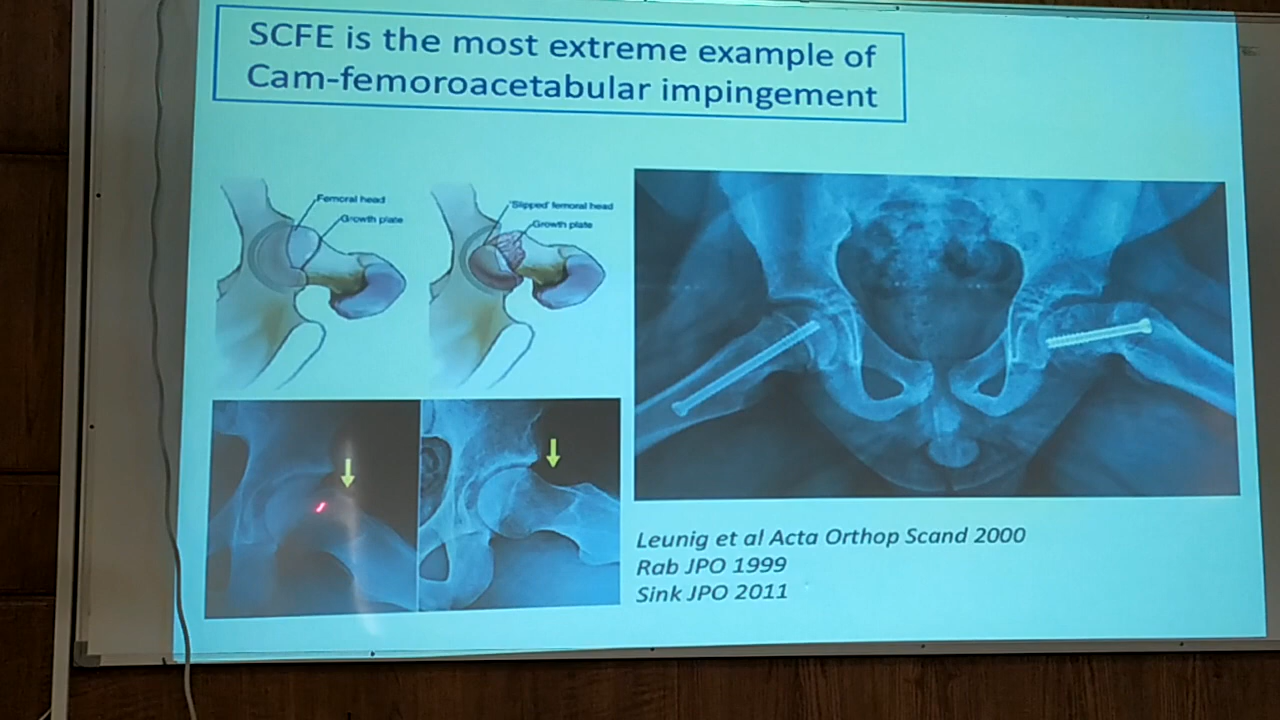 SCFE is the most extreme example of
Cam-femoroacetabular impingement
Femoral head
Growth plate
'Slipped' femoral head
Growth plate
Leunig et al Acta Orthop Scand 2000
Rab JPO 1999
Sink JPO 2011